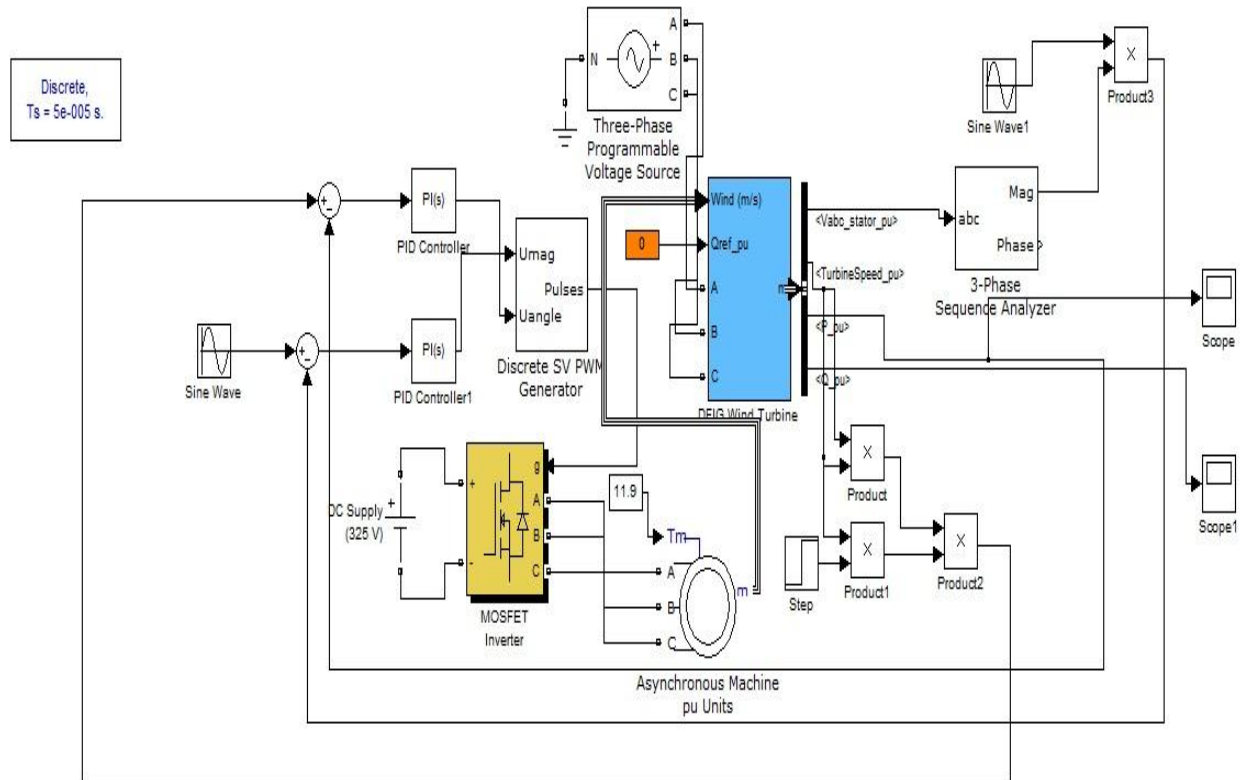 Discrete,
Ts = 5e-005 s.
N
+
A
B
C
Three-Phase
Programmable
Voltage Source
Sine Wave1
X
Product3
PI(s)
PID Controller
PI(s)
PID Controller1
Sine Wave
+
-
+
-
Umag
Pulses
Uangle
Discrete SV PWM
Generator
0
Wind (m/s)
Qref_pu
A
B
C
m
DFIG Wind Turbine
<Vabc_stator_pu>
<TurbineSpeed_pu>
<P_pu>
<Q_pu>
abc
Mag
Phase
3-Phase
Sequence Analyzer
Scope
Scope1
X
Product
X
Product1
X
Product2
Step
DC Supply
(325 V)
+
+
-
g
A
B
C
MOSFET
Inverter
11.9
Tm
A
B
C
m
Asynchronous Machine
pu Units